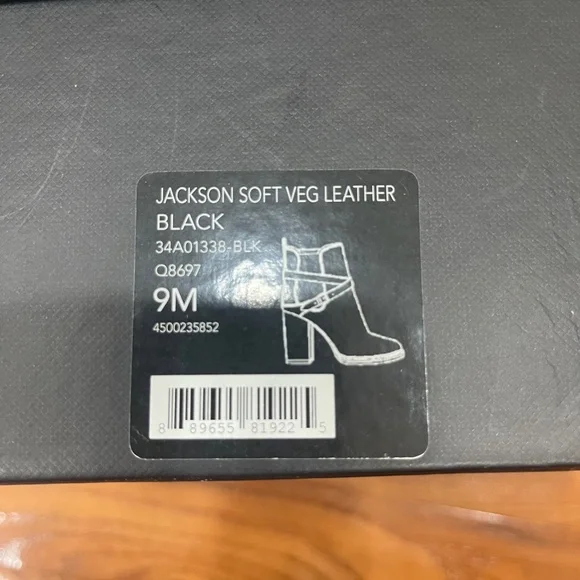 JACKSON SOFT VEG LEATHER
BLACK
34A01338-BLK
Q8697
9M
4500235852
8 89655 81922 5